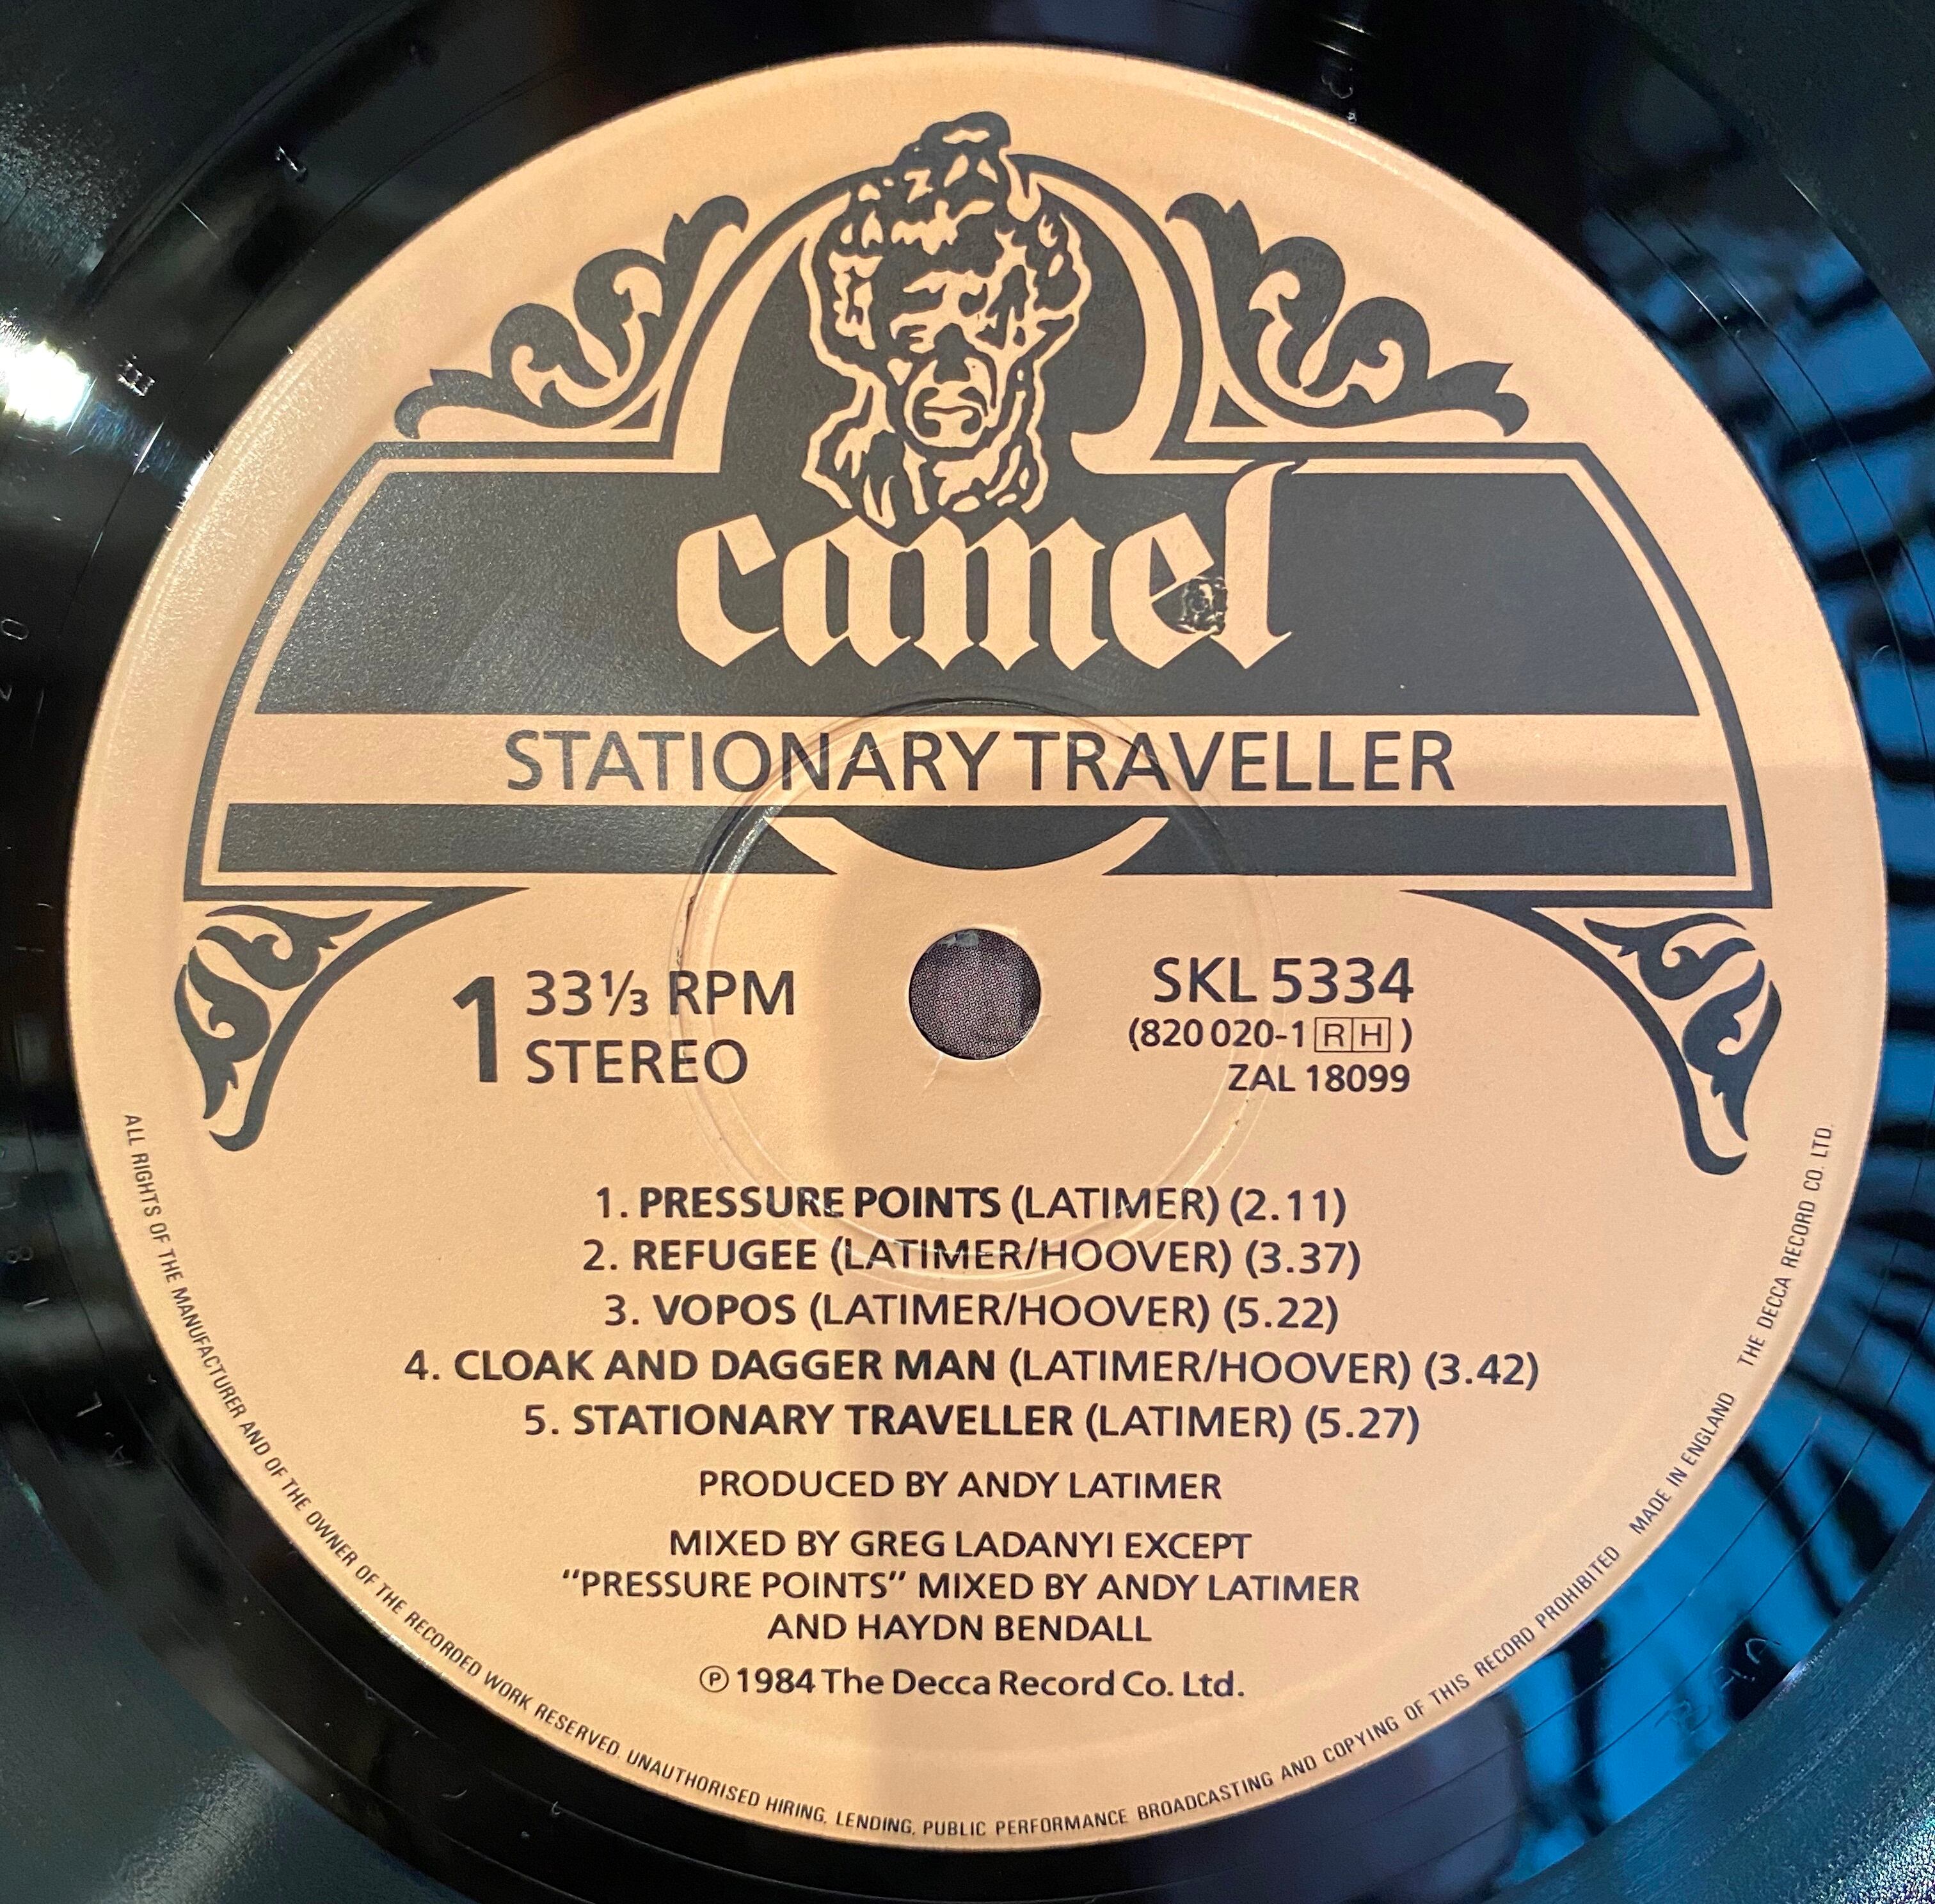 camel
STATIONARY TRAVELLER
1 33⅓ RPM
STEREO
SKL 5334
(820 020-1 RH )
ZAL 18099
1. PRESSURE POINTS (LATIMER) (2.11)
2. REFUGEE (LATIMER/HOOVER) (3.37)
3. VOPOS (LATIMER/HOOVER) (5.22)
4. CLOAK AND DAGGER MAN (LATIMER/HOOVER) (3.42)
5. STATIONARY TRAVELLER (LATIMER) (5.27)
PRODUCED BY ANDY LATIMER
MIXED BY GREG LADANYI EXCEPT
"PRESSURE POINTS" MIXED BY ANDY LATIMER
AND HAYDN BENDALL
℗ 1984 The Decca Record Co. Ltd.
ALL RIGHTS OF THE MANUFACTURER AND OF THE OWNER OF THE RECORDED WORK RESERVED. UNAUTHORISED HIRING, LENDING, PUBLIC PERFORMANCE BROADCASTING AND COPYING OF THIS RECORD PROHIBITED MADE IN ENGLAND THE DECCA RECORD CO. LTD.